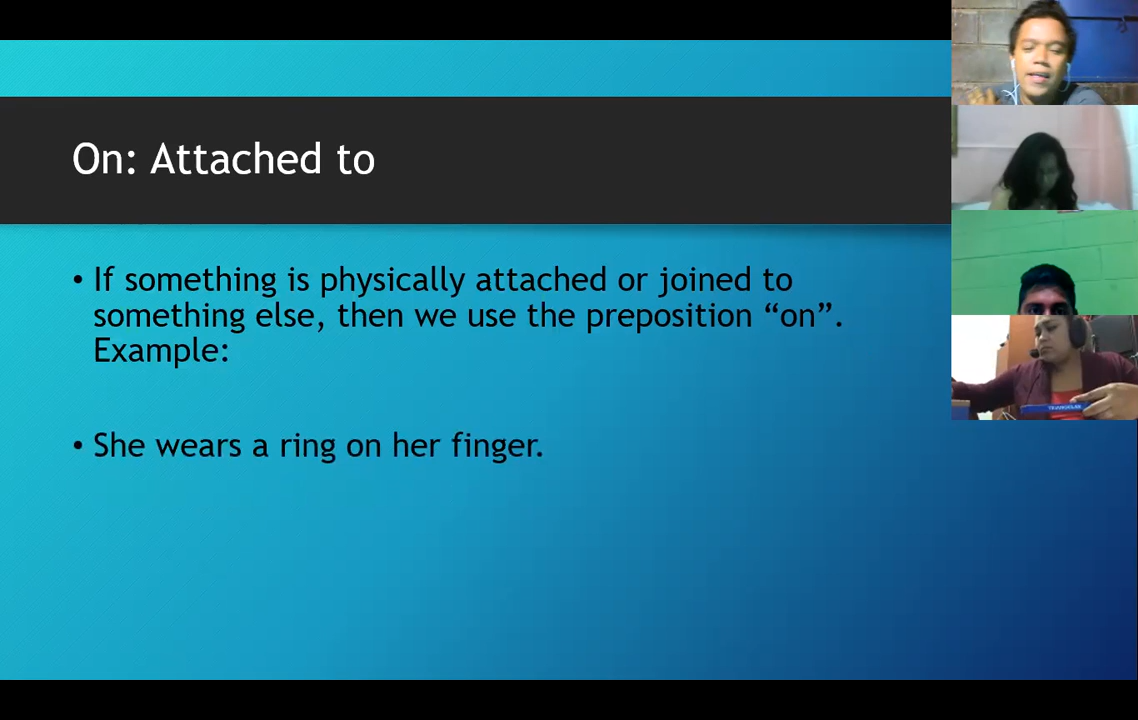 On: Attached to
• If something is physically attached or joined to
something else, then we use the preposition “on”.
Example:
• She wears a ring on her finger.